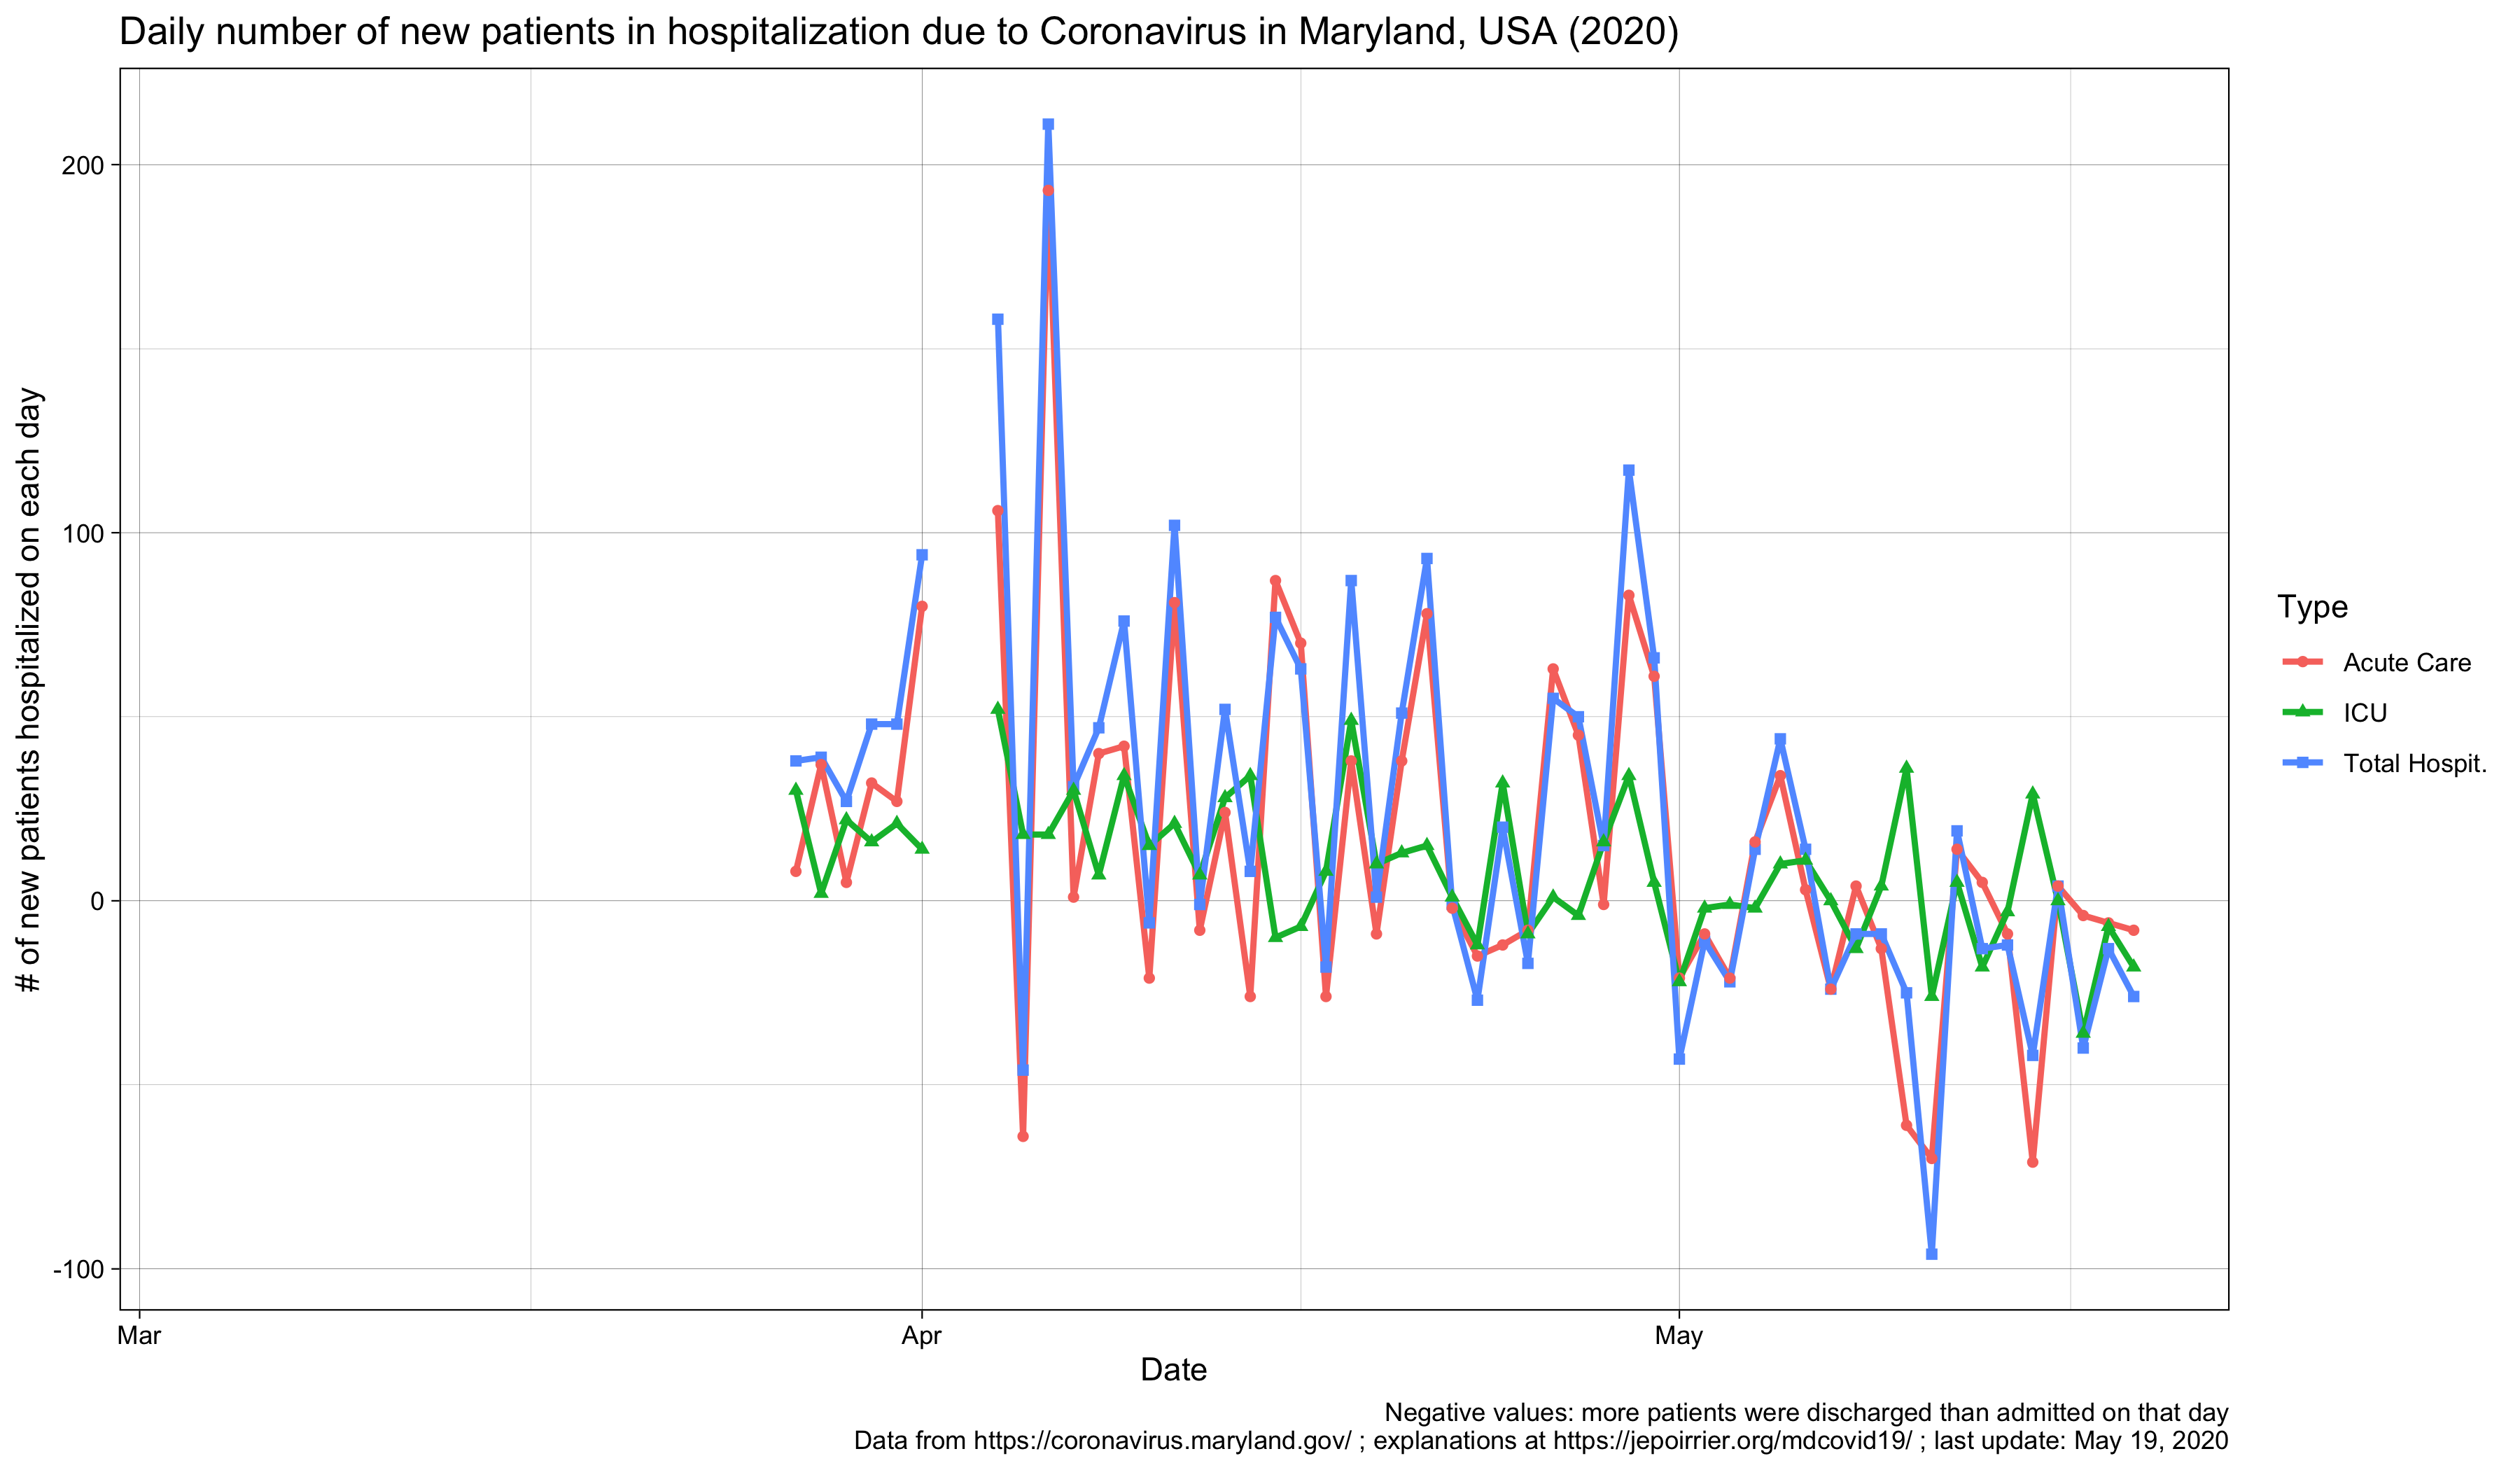 Daily number of new patients in hospitalization due to Coronavirus in Maryland, USA (2020)
# of new patients hospitalized on each day
200
100
0
-100
Mar
Apr
May
Date
Type
Acute Care
ICU
Total Hospit.
Negative values: more patients were discharged than admitted on that day
Data from https://coronavirus.maryland.gov/ ; explanations at https://jepoirrier.org/mdcovid19/ ; last update: May 19, 2020